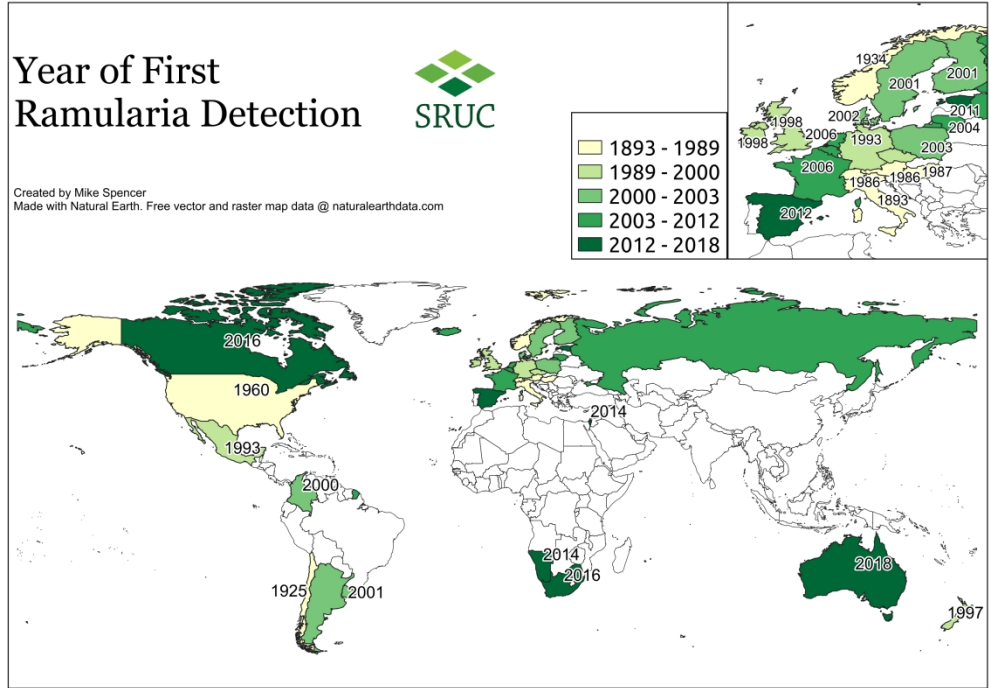 Year of First
Ramularia Detection
SRUC
Created by Mike Spencer
Made with Natural Earth. Free vector and raster map data @ naturalearthdata.com
1893 - 1989
1989 - 2000
2000 - 2003
2003 - 2012
2012 - 2018
1934
2001
2001
2011
2002
1998
2004
2006
1993
1998
2003
2006
1987
1986
1986
1893
2012
2016
1960
2014
1993
2000
2014
2018
2016
1925
2001
1997